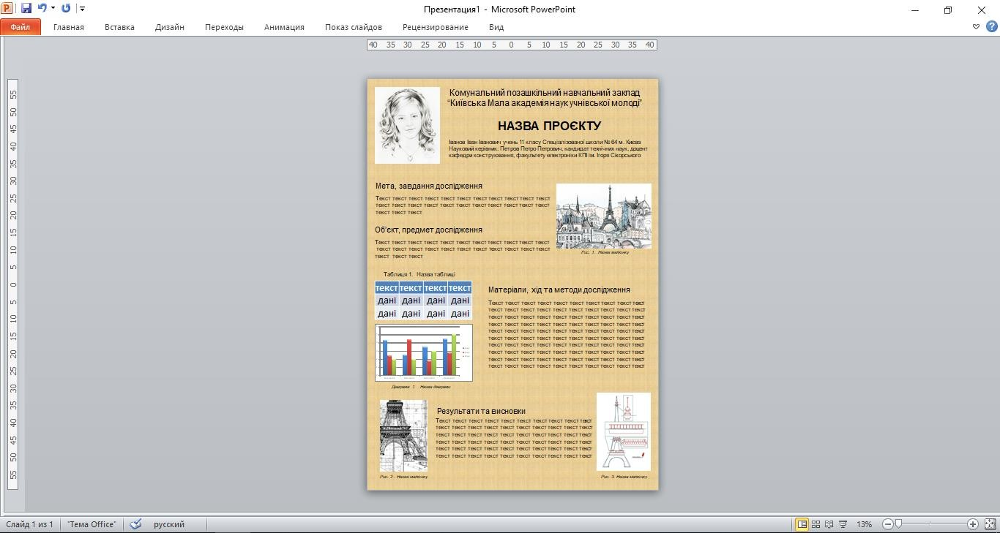 Презентация1 - Microsoft PowerPoint
Файл Главная Вставка Дизайн Переходы Анимация Показ слайдов Рецензирование Вид
40 35 30 25 20 15 10 5 0 5 10 15 20 25 30 35 40
55 50 45 40 35 30 25 20 15 10 5 0 5 10 15 20 25 30 35 40 45 50 55
Комунальний позашкільний навчальний заклад
“Київська Мала академія наук учнівської молоді”
НАЗВА ПРОЄКТУ
Іванов Іван Іванович учень 11 класу Спеціалізованої школи № 64 м. Києва
Науковий керівник: Петров Петро Петрович, кандидат технічних наук, доцент
кафедри конструювання, факультету електроніки КПІ ім. Ігоря Сікорського
Мета, завдання дослідження
Текст текст текст текст текст текст текст текст текст текст текст
текст текст текст текст текст текст текст текст текст текст текст
текст текст текст
Об’єкт, предмет дослідження
Текст текст текст текст текст текст текст текст текст текст текст
текст текст текст текст текст текст текст текст текст текст текст
текст текст текст
Рис. 1. Назва малюнку
Таблиця 1. Назва таблиці
текст текст текст текст
дані дані дані дані
дані дані дані дані
Діаграма 1 Назва діаграми
Матеріали, хід та методи дослідження
Текст текст текст текст текст текст текст текст текст текст
текст текст текст текст текст текст текст текст текст текст
текст текст текст текст текст текст текст текст текст текст
текст текст текст текст текст текст текст текст текст текст
текст текст текст текст текст текст текст текст текст текст
текст текст текст текст текст текст текст текст текст текст
текст текст текст текст текст текст текст текст текст текст
текст текст текст текст текст текст текст текст текст текст
текст текст текст текст текст текст текст текст текст текст
текст текст текст текст текст текст текст текст текст текст
Результати та висновки
Текст текст текст текст текст текст текст текст текст текст
текст текст текст текст текст текст текст текст текст текст
текст текст текст текст текст текст текст текст текст текст
текст текст текст текст текст текст текст текст текст текст
текст текст текст текст текст текст текст текст текст текст
текст текст текст текст текст текст текст текст текст текст
Рис. 2 . Назва малюнку
Рис. 3. Назва малюнку
Слайд 1 из 1 "Тема Office" русский 13%